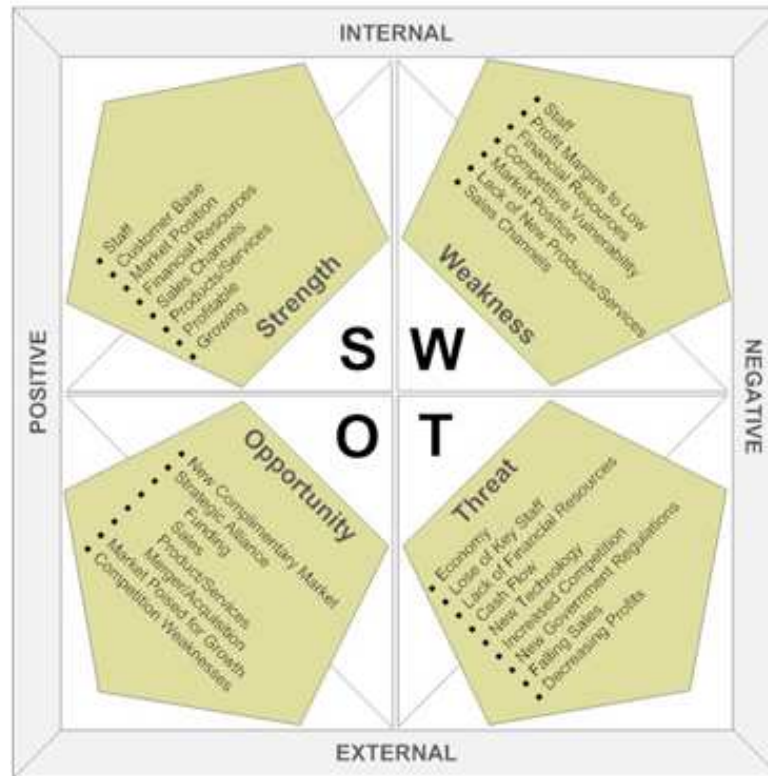 INTERNAL
POSITIVE
NEGATIVE
EXTERNAL
S
W
O
T
Strength
Staff
Customer Base
Market Position
Financial Resources
Sales Channels
Products/Services
Profitable
Growing
Weakness
Staff
Profit Margins to Low
Financial Resources
Competitive Vulnerability
Market Position
Lack of New Products/Services
Sales Channels
Opportunity
New Complimentary Market
Strategic Alliance
Funding
Sales
Product/Services
Merger/Acquisition
Market Poised for Growth
Competition Weaknesses
Threat
Economy
Lose of Key Staff
Lack of Financial Resources
Cash Flow
New Technology
Increased Competition
New Government Regulations
Falling Sales
Decreasing Profits